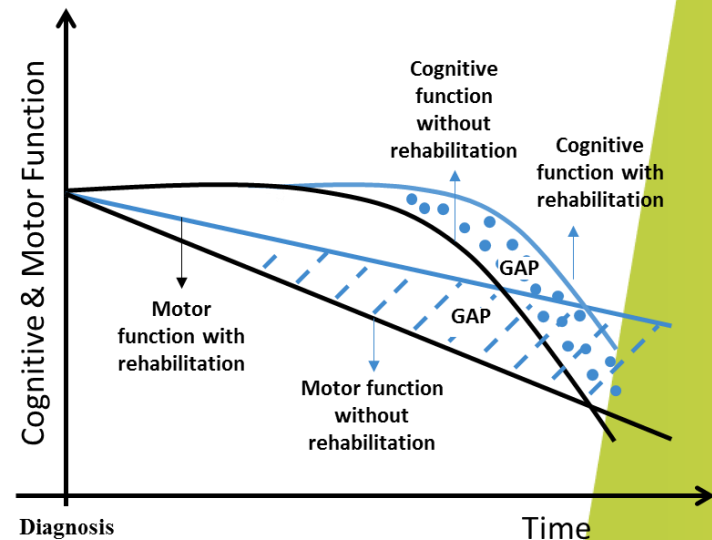 Cognitive & Motor Function
Cognitive
function
without
rehabilitation
Cognitive
function with
rehabilitation
GAP
GAP
Motor
function with
rehabilitation
Motor function
without
rehabilitation
Diagnosis
Time